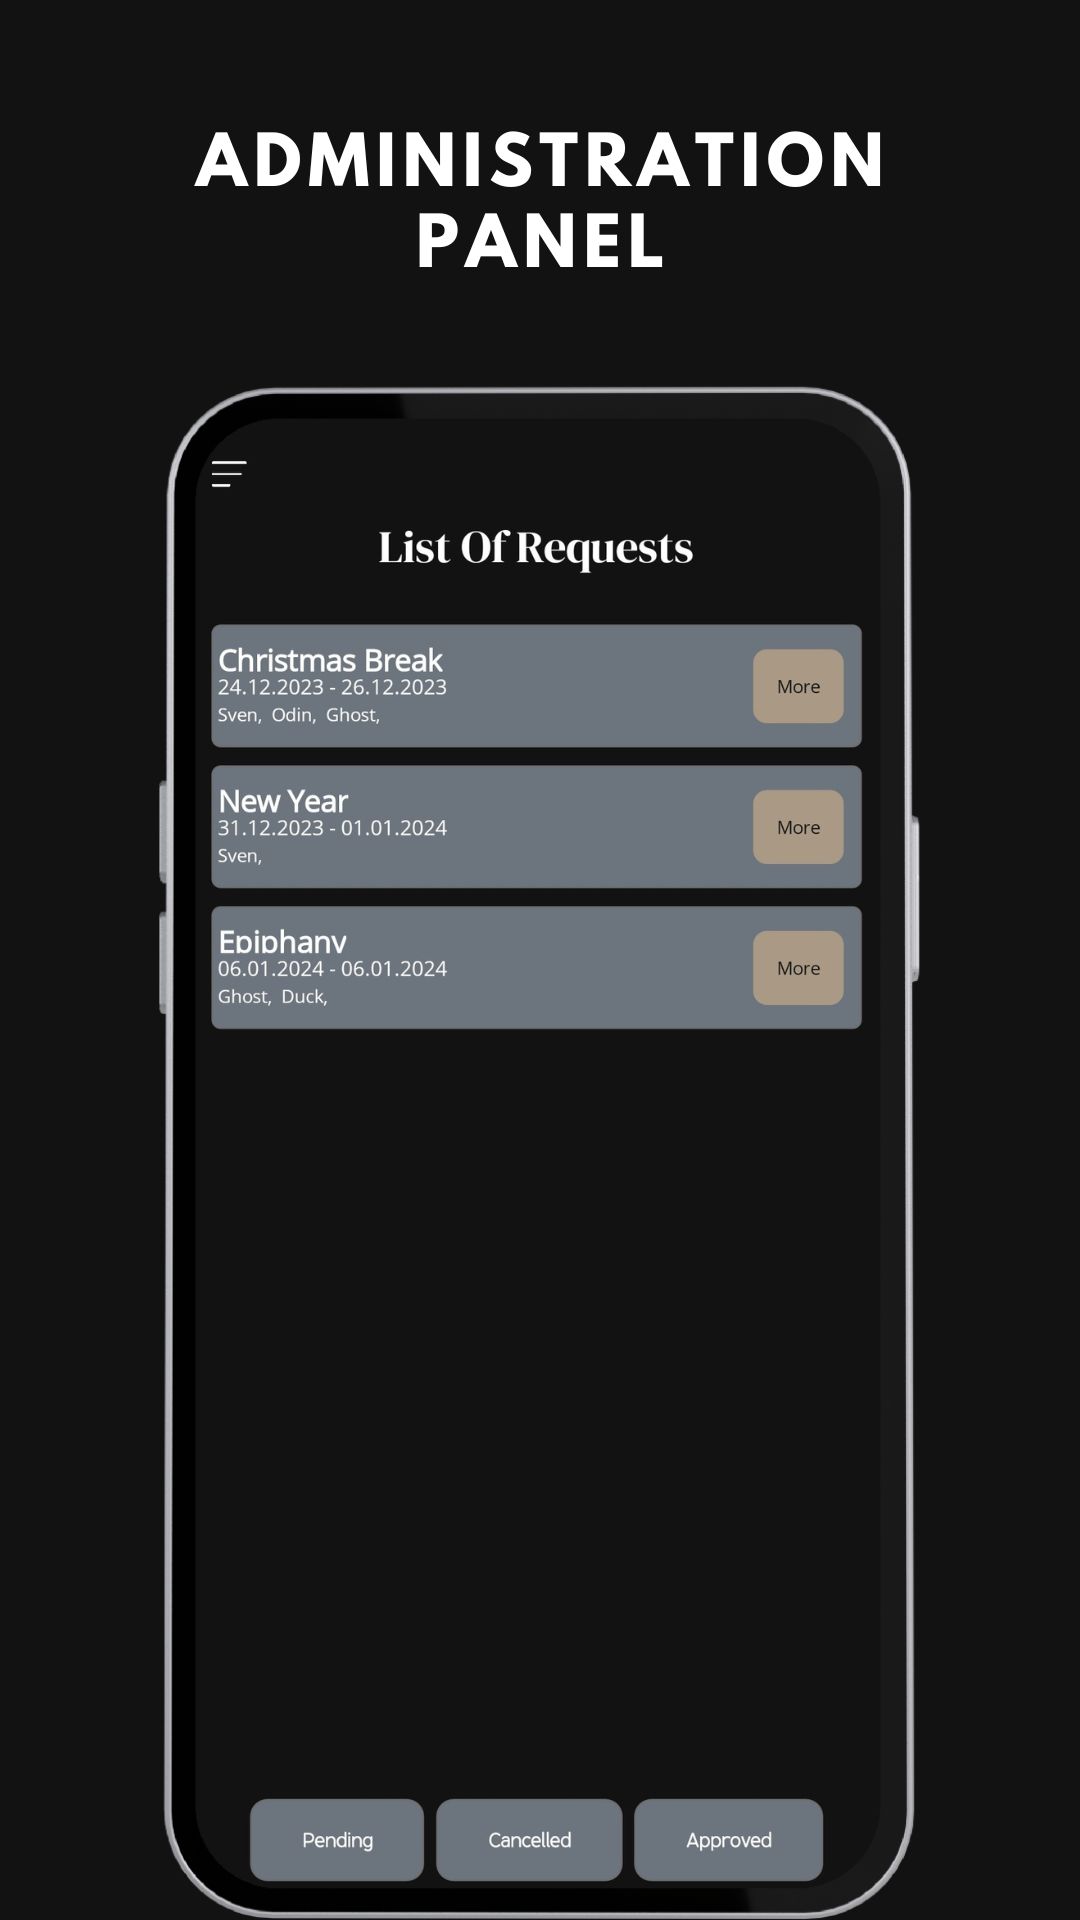 ADMINISTRATION
PANEL
List Of Requests
Christmas Break
24.12.2023 - 26.12.2023
Sven, Odin, Ghost,
More
New Year
31.12.2023 - 01.01.2024
Sven,
More
Epiphany
06.01.2024 - 06.01.2024
Ghost, Duck,
More
Pending
Cancelled
Approved